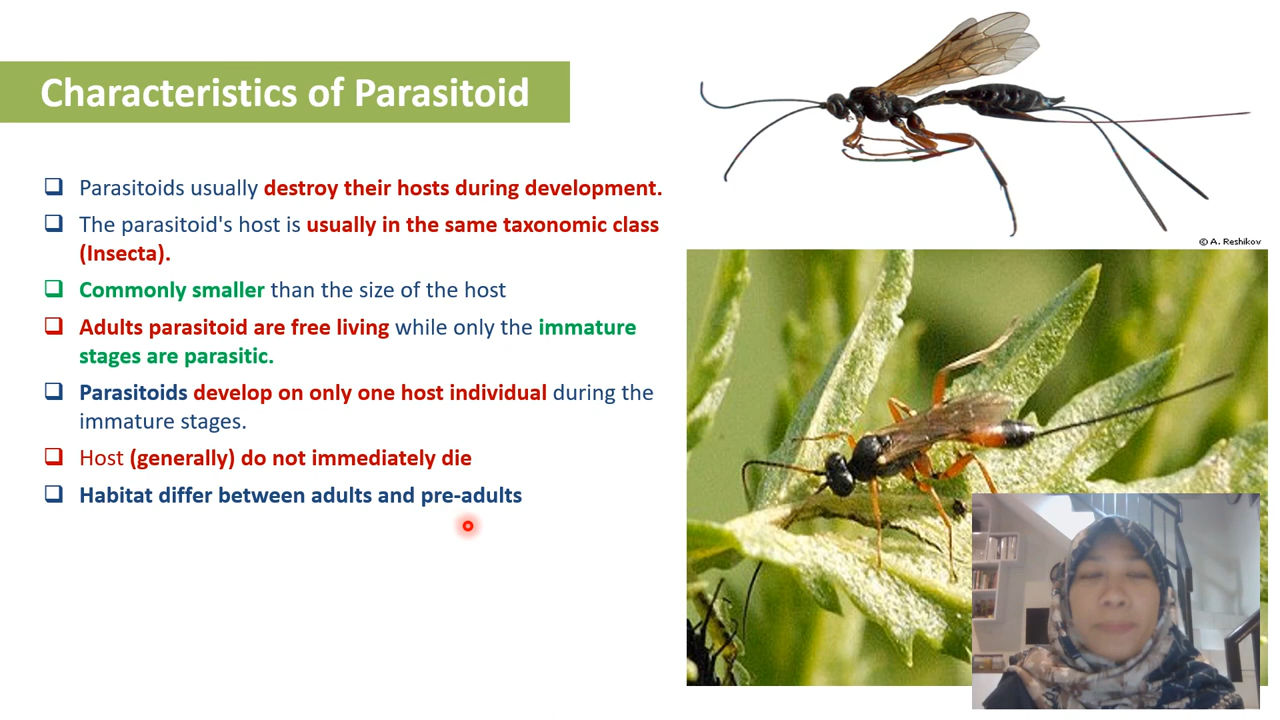 Characteristics of Parasitoid
Parasitoids usually destroy their hosts during development.
The parasitoid's host is usually in the same taxonomic class
(Insecta).
Commonly smaller than the size of the host
Adults parasitoid are free living while only the immature
stages are parasitic.
Parasitoids develop on only one host individual during the
immature stages.
Host (generally) do not immediately die
Habitat differ between adults and pre-adults
© A. Reshikov